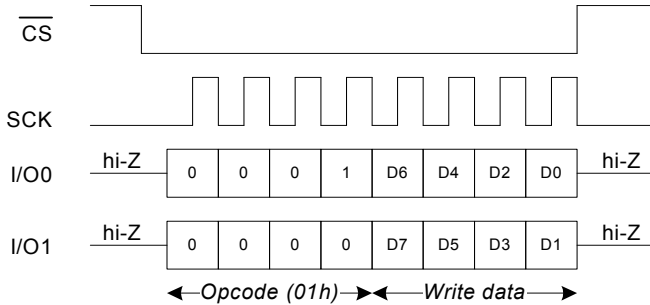 CS
SCK
I/O0 hi-Z 0 0 0 1 D6 D4 D2 D0 hi-Z
I/O1 hi-Z 0 0 0 0 D7 D5 D3 D1 hi-Z
Opcode (01h) Write data